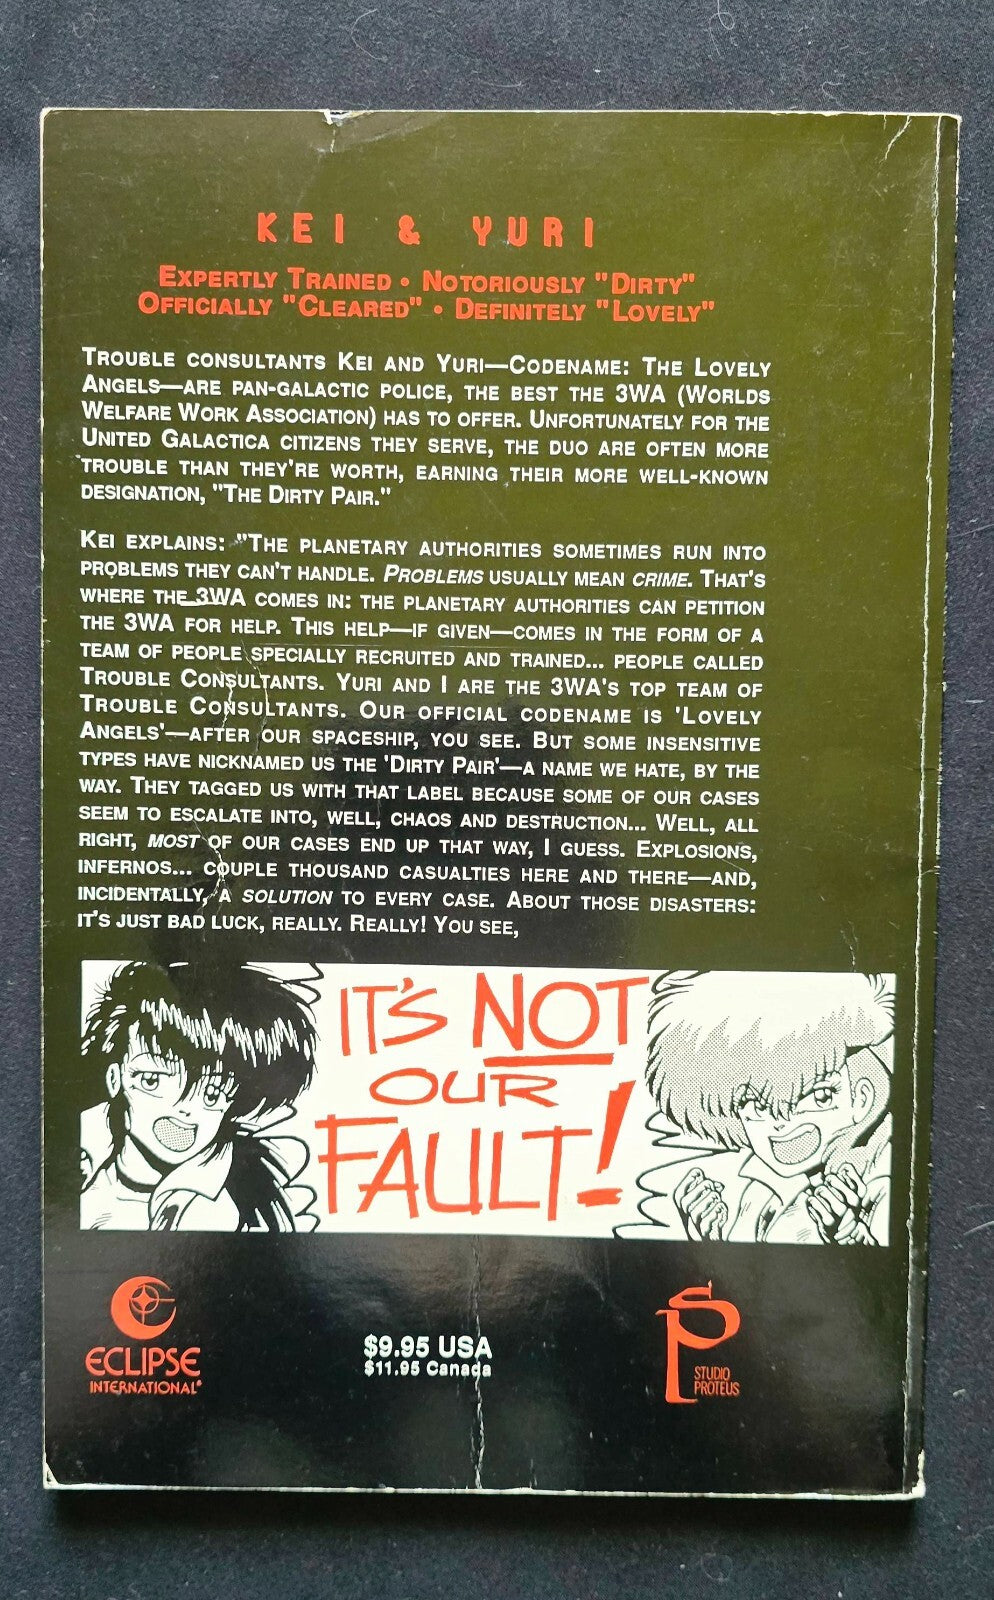 KEI & YURI
EXPERTLY TRAINED • NOTORIOUSLY "DIRTY"
OFFICIALLY "CLEARED" • DEFINITELY "LOVELY"
TROUBLE CONSULTANTS KEI AND YURI—CODENAME: THE LOVELY
ANGELS—ARE PAN-GALACTIC POLICE, THE BEST THE 3WA (WORLDS
WELFARE WORK ASSOCIATION) HAS TO OFFER. UNFORTUNATELY FOR THE
UNITED GALACTICA CITIZENS THEY SERVE, THE DUO ARE OFTEN MORE
TROUBLE THAN THEY'RE WORTH, EARNING THEIR MORE WELL-KNOWN
DESIGNATION, "THE DIRTY PAIR."
KEI EXPLAINS: "THE PLANETARY AUTHORITIES SOMETIMES RUN INTO
PROBLEMS THEY CAN'T HANDLE. PROBLEMS USUALLY MEAN CRIME. THAT'S
WHERE THE 3WA COMES IN: THE PLANETARY AUTHORITIES CAN PETITION
THE 3WA FOR HELP. THIS HELP—IF GIVEN—COMES IN THE FORM OF A
TEAM OF PEOPLE SPECIALLY RECRUITED AND TRAINED... PEOPLE CALLED
TROUBLE CONSULTANTS. YURI AND I ARE THE 3WA'S TOP TEAM OF
TROUBLE CONSULTANTS. OUR OFFICIAL CODENAME IS 'LOVELY
ANGELS'—AFTER OUR SPACESHIP, YOU SEE. BUT SOME INSENSITIVE
TYPES HAVE NICKNAMED US THE 'DIRTY PAIR'—A NAME WE HATE, BY THE
WAY. THEY TAGGED US WITH THAT LABEL BECAUSE SOME OF OUR CASES
SEEM TO ESCALATE INTO, WELL, CHAOS AND DESTRUCTION... WELL, ALL
RIGHT, MOST OF OUR CASES END UP THAT WAY, I GUESS. EXPLOSIONS,
INFERNOS... COUPLE THOUSAND CASUALTIES HERE AND THERE—AND,
INCIDENTALLY, A SOLUTION TO EVERY CASE. ABOUT THOSE DISASTERS:
IT'S JUST BAD LUCK, REALLY. REALLY! YOU SEE,
IT'S NOT
OUR
FAULT!
ECLIPSE
INTERNATIONAL®
$9.95 USA
$11.95 Canada
SP
STUDIO
PROTEUS